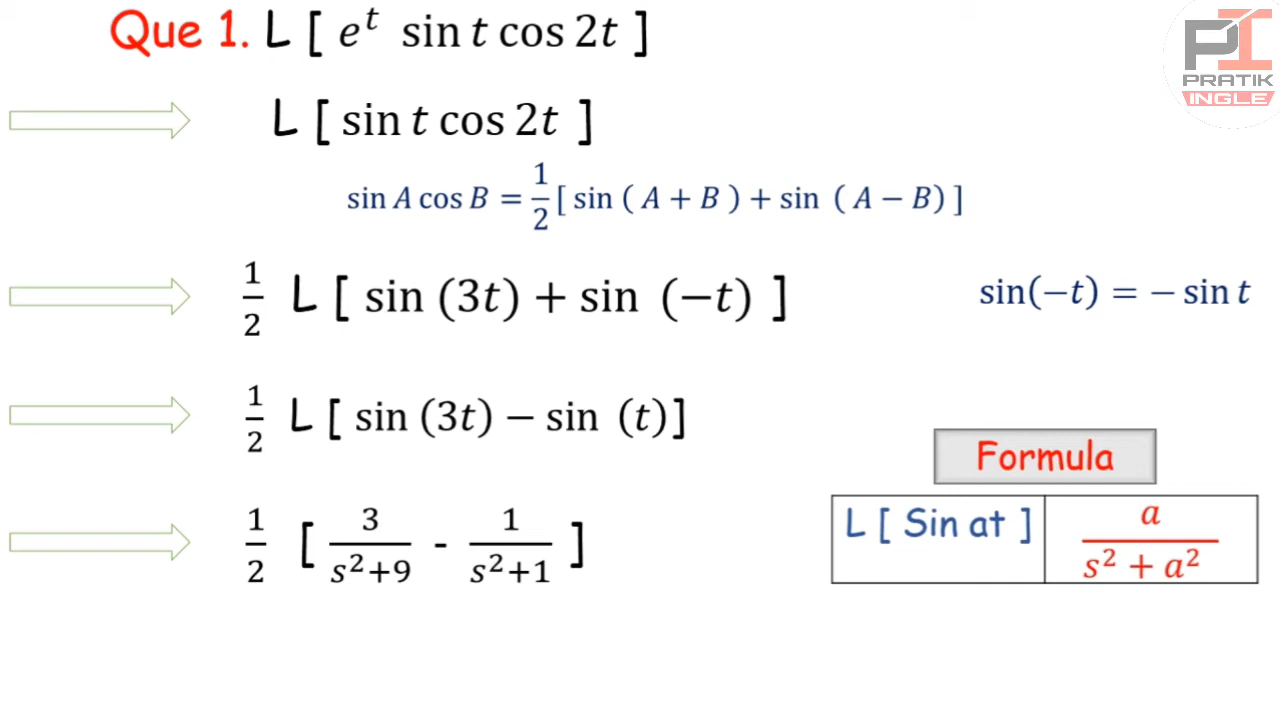 Que 1. L [ e^t sin t cos 2t ]
PI
PRATIK
INGLE
L [ sin t cos 2t ]
sin A cos B = 1/2 [ sin ( A + B ) + sin ( A − B) ]
1/2 L [ sin (3t) + sin (−t) ]
sin(−t) = − sin t
1/2 L [ sin (3t) − sin (t)]
Formula
1/2 [ 3/(s²+9) - 1/(s²+1) ]
L [ Sin at ] a/(s² + a²)